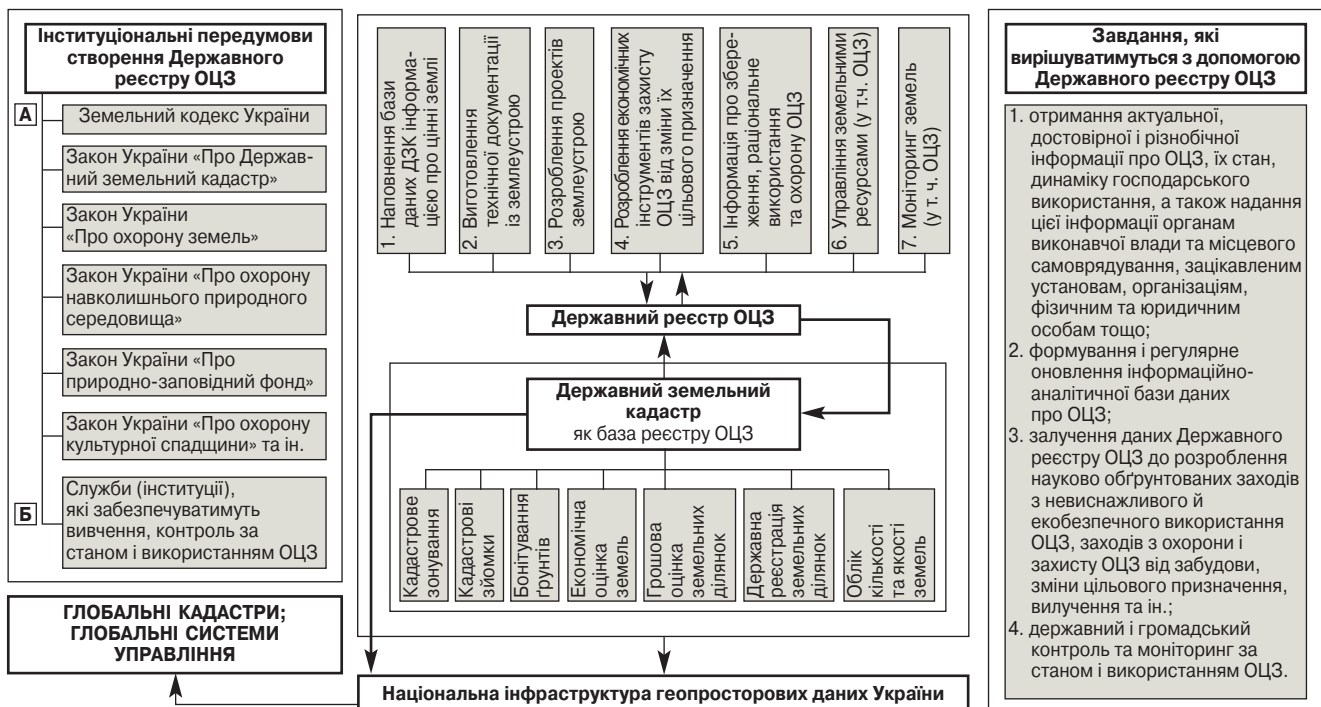 Інституціональні передумови
створення Державного
реєстру ОЦЗ
А
Земельний кодекс України
Закон України «Про Держав-
ний земельний кадастр»
Закон України
«Про охорону земель»
Закон України «Про охорону
навколишнього природного
середовища»
Закон України «Про
природно-заповідний фонд»
Закон України «Про охорону
культурної спадщини» та ін.
Б
Служби (інституції),
які забезпечуватимуть
вивчення, контроль за
станом і використанням ОЦЗ
ГЛОБАЛЬНІ КАДАСТРИ;
ГЛОБАЛЬНІ СИСТЕМИ
УПРАВЛІННЯ
1. Наповнення бази
даних ДЗК інформа-
цією про цінні землі
2. Виготовлення
технічної документації
із землеустрою
3. Розроблення проектів
землеустрою
4. Розроблення економічних
інструментів захисту
ОЦЗ від зміни їх
цільового призначення
5. Інформація про збере-
ження, раціональне
використання
та охорону ОЦЗ
6. Управління земельними
ресурсами (у т.ч. ОЦЗ)
7. Моніторинг земель
(у т. ч. ОЦЗ)
Державний реєстр ОЦЗ
Державний земельний
кадастр
як база реєстру ОЦЗ
Кадастрове
зонування
Кадастрові
зйомки
Бонітування
ґрунтів
Економічна
оцінка
земель
Грошова
оцінка
земельних
ділянок
Державна
реєстрація
земельних
ділянок
Облік
кількості
та якості
земель
Національна інфраструктура геопросторових даних України
Завдання, які
вирішуватимуться з допомогою
Державного реєстру ОЦЗ
1. отримання актуальної,
достовірної і різнобічної
інформації про ОЦЗ, їх стан,
динаміку господарського
використання, а також надання
цієї інформації органам
виконавчої влади та місцевого
самоврядування, зацікавленим
установам, організаціям,
фізичним та юридичним
особам тощо;
2. формування і регулярне
оновлення інформаційно-
аналітичної бази даних
про ОЦЗ;
3. залучення даних Державного
реєстру ОЦЗ до розроблення
науково обґрунтованих заходів
з невиснажливого й
екобезпечного використання
ОЦЗ, заходів з охорони і
захисту ОЦЗ від забудови,
зміни цільового призначення,
вилучення та ін.;
4. державний і громадський
контроль та моніторинг за
станом і використанням ОЦЗ.